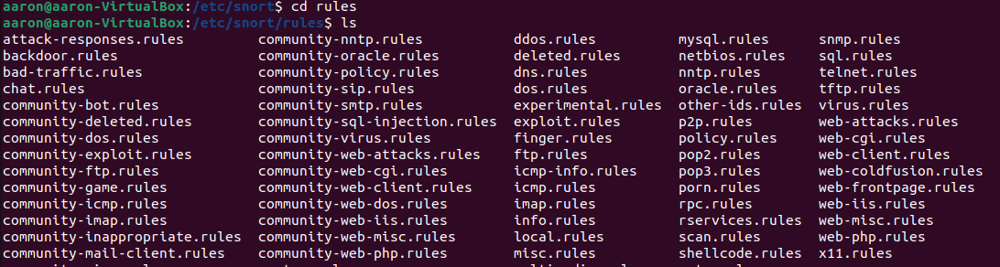 aaron@aaron-VirtualBox:/etc/snort$ cd rules
aaron@aaron-VirtualBox:/etc/snort/rules$ ls
attack-responses.rules community-nntp.rules ddos.rules mysql.rules snmp.rules
backdoor.rules community-oracle.rules deleted.rules netbios.rules sql.rules
bad-traffic.rules community-policy.rules dns.rules nntp.rules telnet.rules
chat.rules community-sip.rules dos.rules oracle.rules tftp.rules
community-bot.rules community-smtp.rules experimental.rules other-ids.rules virus.rules
community-deleted.rules community-sql-injection.rules exploit.rules p2p.rules web-attacks.rules
community-dos.rules community-virus.rules finger.rules policy.rules web-cgi.rules
community-exploit.rules community-web-attacks.rules ftp.rules pop2.rules web-client.rules
community-ftp.rules community-web-cgi.rules icmp-info.rules pop3.rules web-coldfusion.rules
community-game.rules community-web-client.rules icmp.rules porn.rules web-frontpage.rules
community-icmp.rules community-web-dos.rules imap.rules rpc.rules web-iis.rules
community-imap.rules community-web-iis.rules info.rules rservices.rules web-misc.rules
community-inappropriate.rules community-web-misc.rules local.rules scan.rules web-php.rules
community-mail-client.rules community-web-php.rules misc.rules shellcode.rules x11.rules